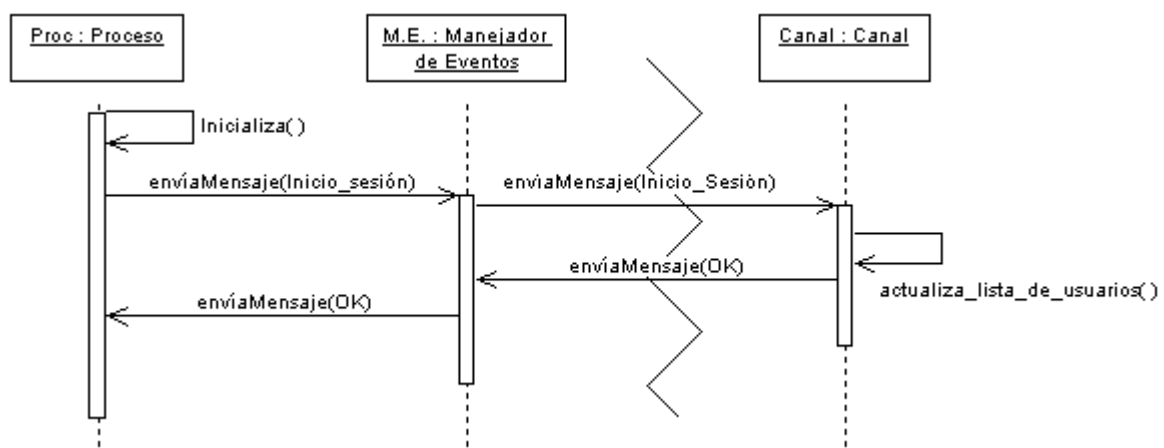 Proc : Proceso
M.E. : Manejador
de Eventos
Canal : Canal
Inicializa()
envíaMensaje(Inicio_sesión)
envíaMensaje(Inicio_Sesión)
envíaMensaje(OK)
actualiza_lista_de_usuarios()
envíaMensaje(OK)